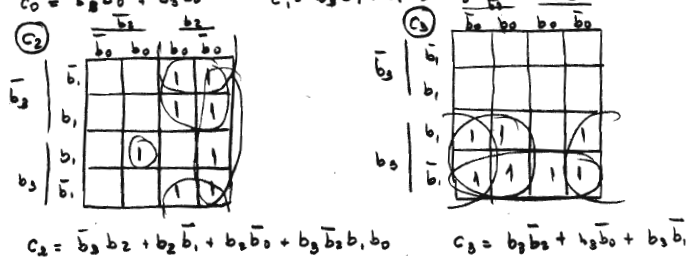 C₂
b̄₂ b₂
b̄₀ b₀ b₀ b̄₀
b̄₃ b̄₁ 1 1
b₁ 1 1
b₃ b₁ 1 1
b̄₁ 1 1
C₂ = b̄₃ b₂ + b₂ b̄₁ + b₂ b̄₀ + b₃ b̄₂ b₁ b₀
C₃
b̄₀ b₀ b₀ b̄₀
b̄₃ b̄₁
b₁
b₃ b₁ 1 1 1
b̄₁ 1 1 1 1
C₃ = b₃ b̄₂ + b₃ b̄₀ + b₃ b̄₁